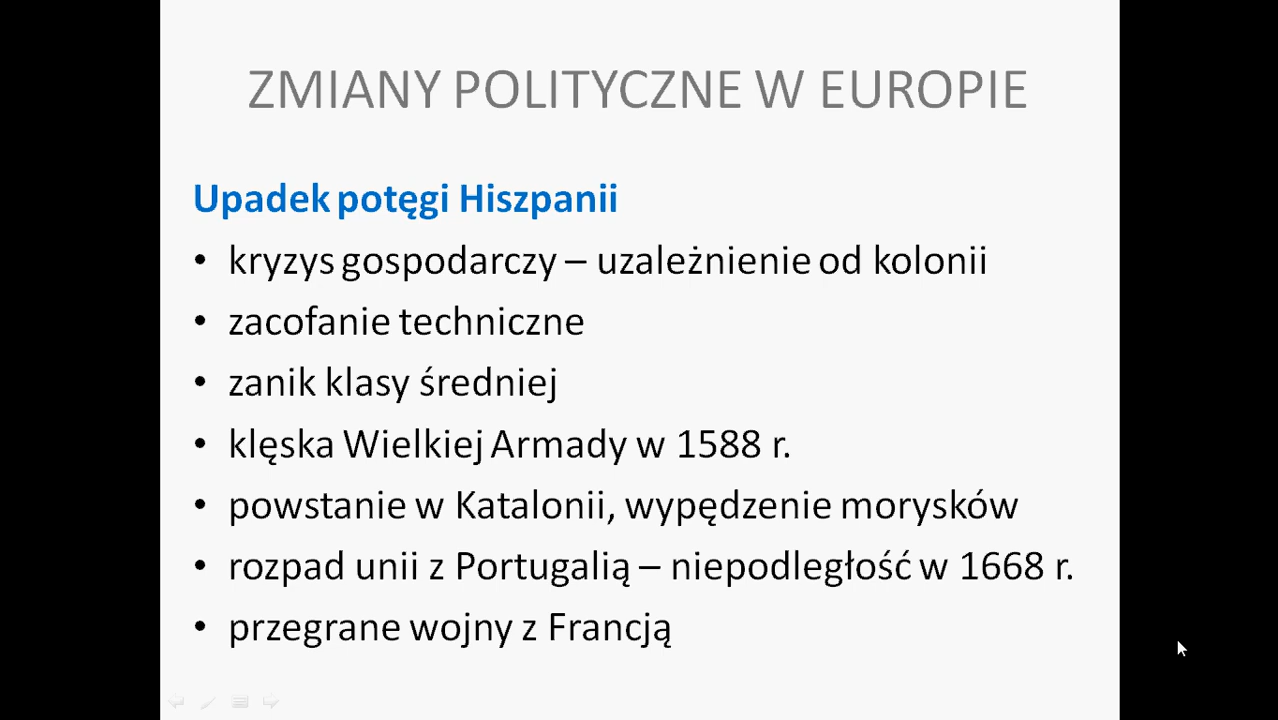 ZMIANY POLITYCZNE W EUROPIE
Upadek potęgi Hiszpanii
• kryzys gospodarczy – uzależnienie od kolonii
• zacofanie techniczne
• zanik klasy średniej
• klęska Wielkiej Armady w 1588 r.
• powstanie w Katalonii, wypędzenie morysków
• rozpad unii z Portugalią – niepodległość w 1668 r.
• przegrane wojny z Francją